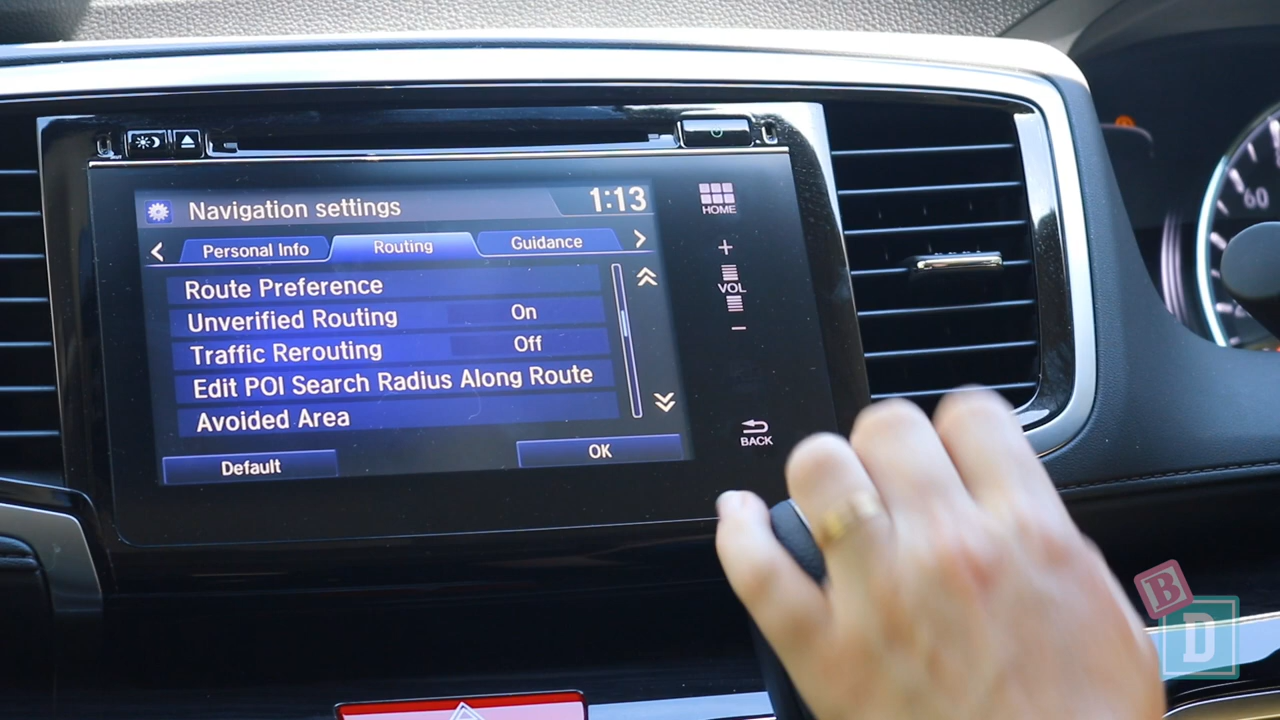 Navigation settings 1:13
Personal Info Routing Guidance
Route Preference
Unverified Routing On
Traffic Rerouting Off
Edit POI Search Radius Along Route
Avoided Area
Default OK
HOME
+
VOL
−
BACK
60
B
D